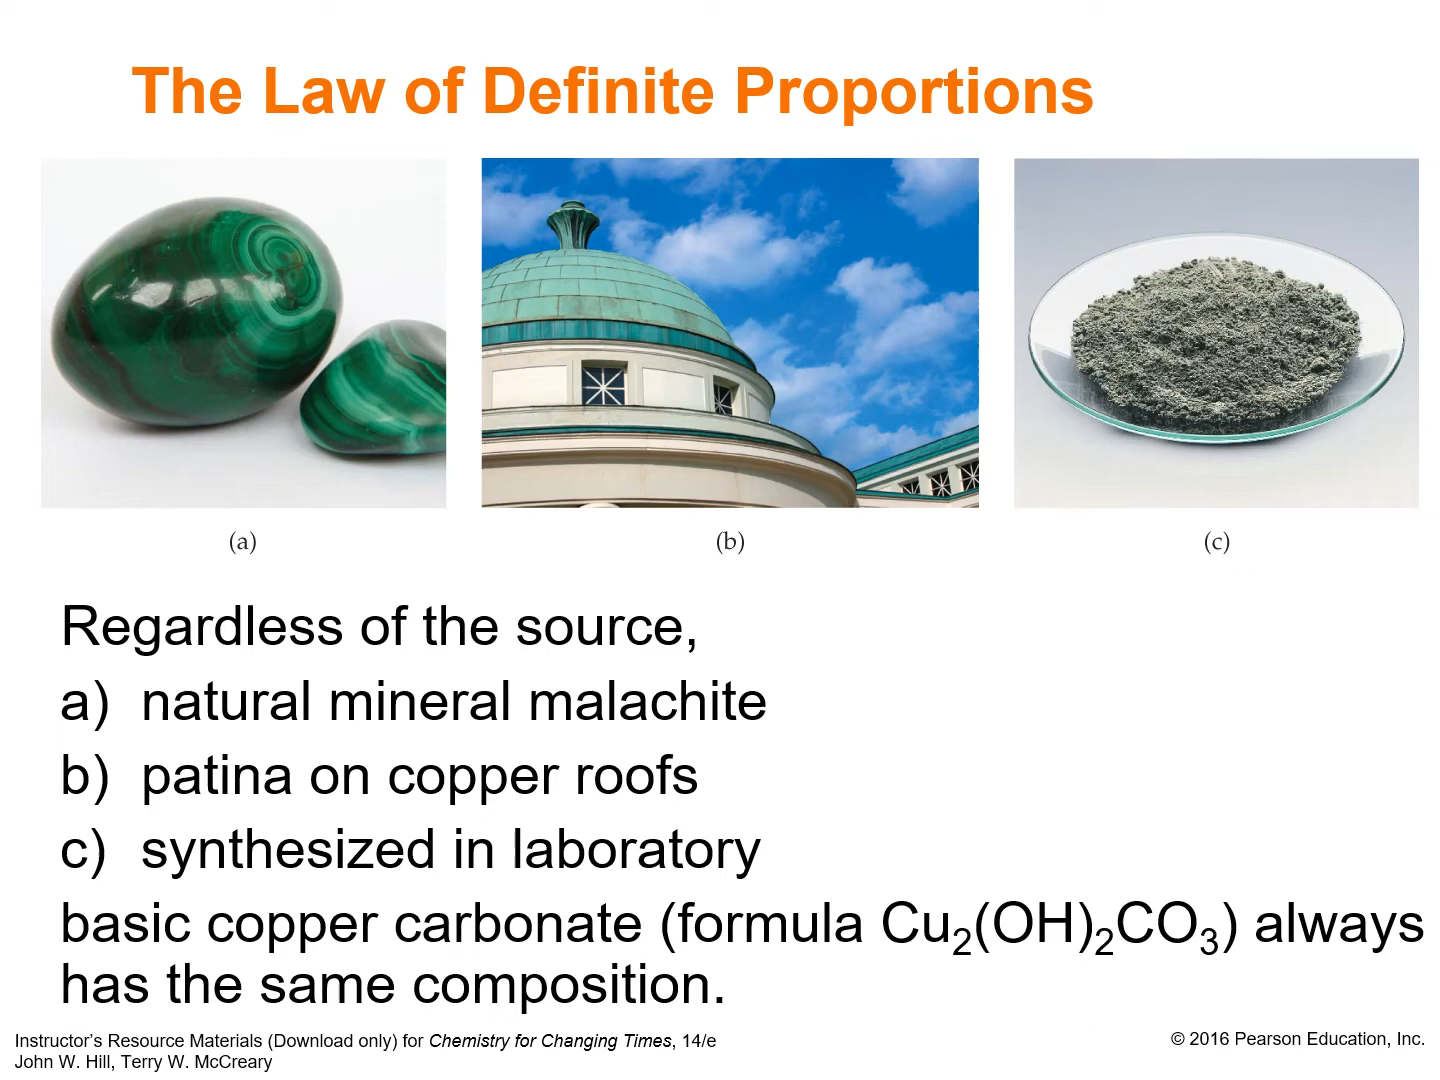 The Law of Definite Proportions
(a)
(b)
(c)
Regardless of the source,
a) natural mineral malachite
b) patina on copper roofs
c) synthesized in laboratory
basic copper carbonate (formula Cu₂(OH)₂CO₃) always
has the same composition.
Instructor’s Resource Materials (Download only) for Chemistry for Changing Times, 14/e
John W. Hill, Terry W. McCreary
© 2016 Pearson Education, Inc.